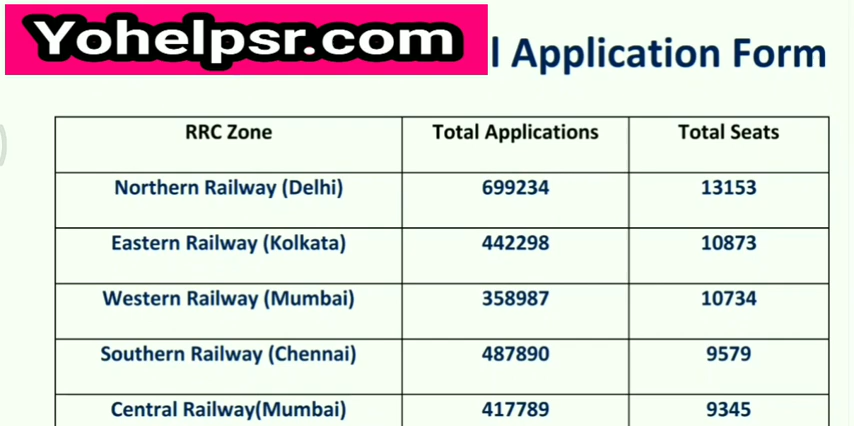 Yohelpsr.com
l Application Form
RRC Zone Total Applications Total Seats
Northern Railway (Delhi) 699234 13153
Eastern Railway (Kolkata) 442298 10873
Western Railway (Mumbai) 358987 10734
Southern Railway (Chennai) 487890 9579
Central Railway(Mumbai) 417789 9345